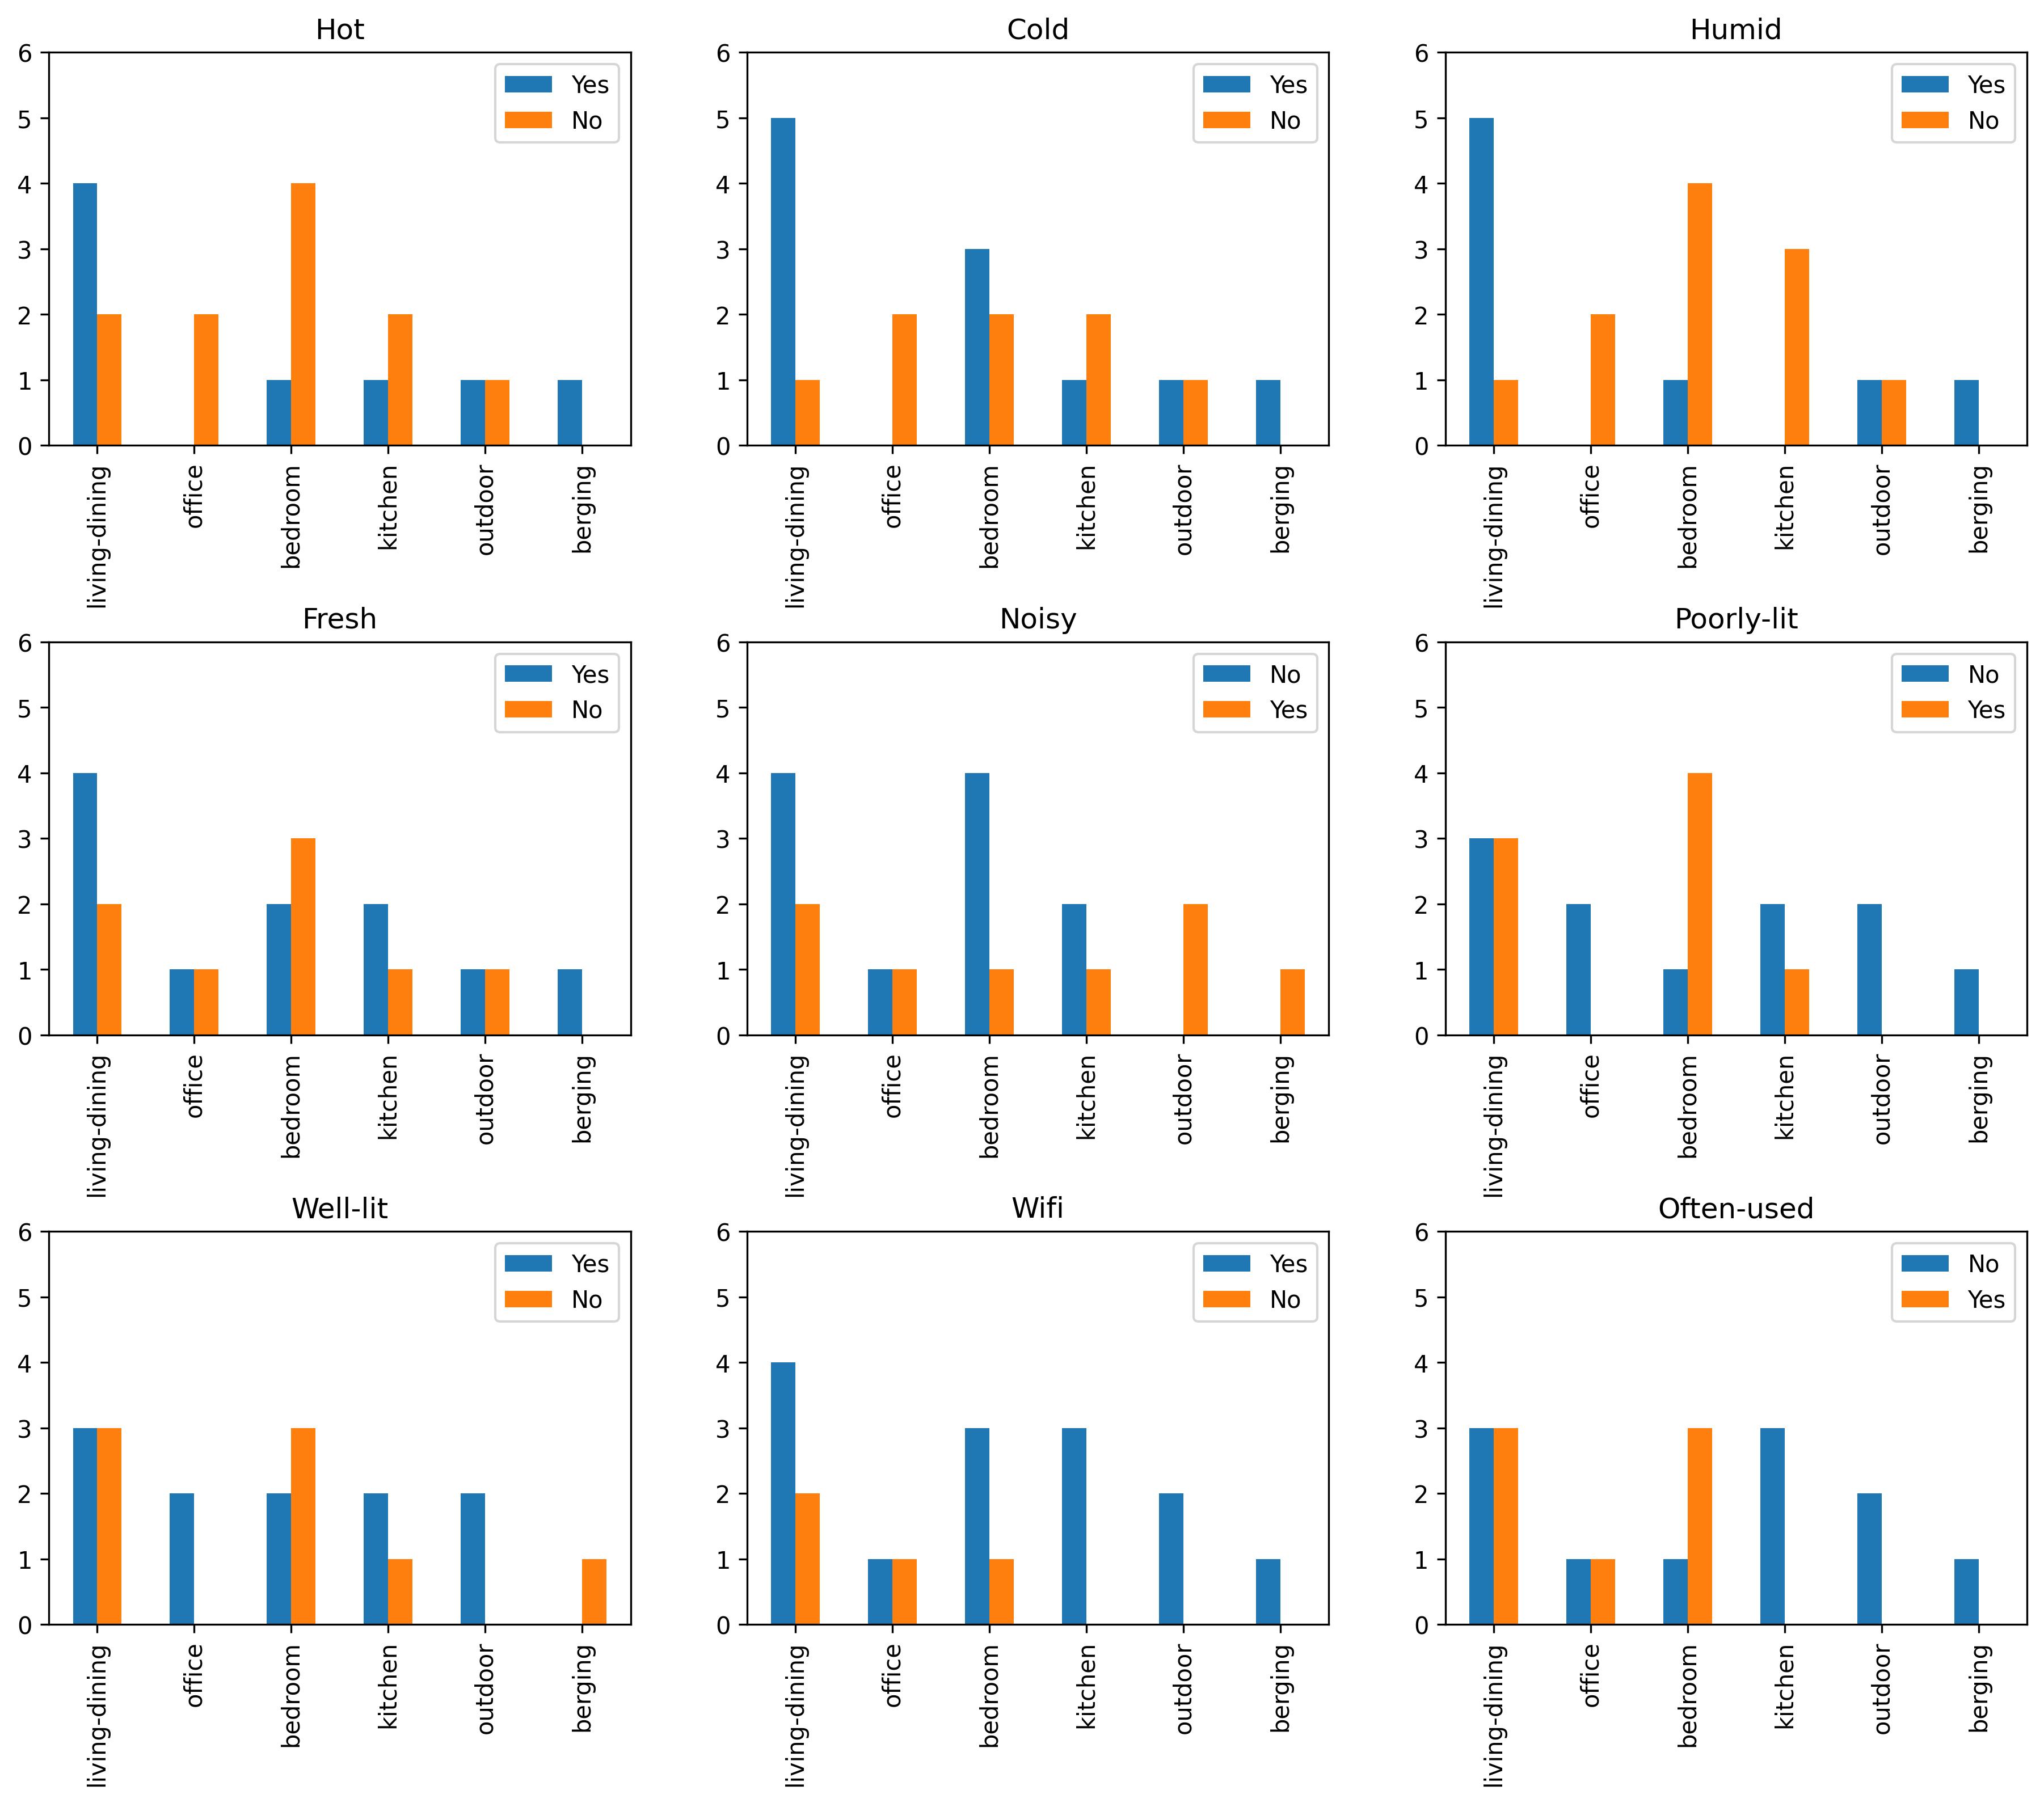 Hot
6
5
4
3
2
1
0
Yes
No
living-dining
office
bedroom
kitchen
outdoor
berging
Cold
6
5
4
3
2
1
0
Yes
No
living-dining
office
bedroom
kitchen
outdoor
berging
Humid
6
5
4
3
2
1
0
Yes
No
living-dining
office
bedroom
kitchen
outdoor
berging
Fresh
6
5
4
3
2
1
0
Yes
No
living-dining
office
bedroom
kitchen
outdoor
berging
Noisy
6
5
4
3
2
1
0
No
Yes
living-dining
office
bedroom
kitchen
outdoor
berging
Poorly-lit
6
5
4
3
2
1
0
No
Yes
living-dining
office
bedroom
kitchen
outdoor
berging
Well-lit
6
5
4
3
2
1
0
Yes
No
living-dining
office
bedroom
kitchen
outdoor
berging
Wifi
6
5
4
3
2
1
0
Yes
No
living-dining
office
bedroom
kitchen
outdoor
berging
Often-used
6
5
4
3
2
1
0
No
Yes
living-dining
office
bedroom
kitchen
outdoor
berging